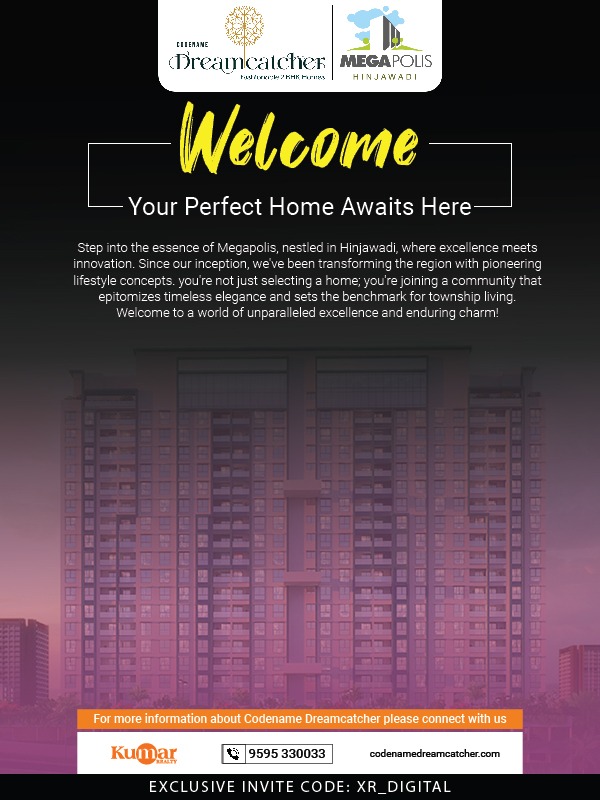 CODENAME
Dreamcatcher
Fashionable 2 BHK Homes
MEGAPOLIS
HINJAWADI
Welcome
Your Perfect Home Awaits Here
Step into the essence of Megapolis, nestled in Hinjawadi, where excellence meets
innovation. Since our inception, we've been transforming the region with pioneering
lifestyle concepts. you're not just selecting a home; you're joining a community that
epitomizes timeless elegance and sets the benchmark for township living.
Welcome to a world of unparalleled excellence and enduring charm!
For more information about Codename Dreamcatcher please connect with us
Kumar
REALTY
9595 330033
codenamedreamcatcher.com
EXCLUSIVE INVITE CODE: XR_DIGITAL